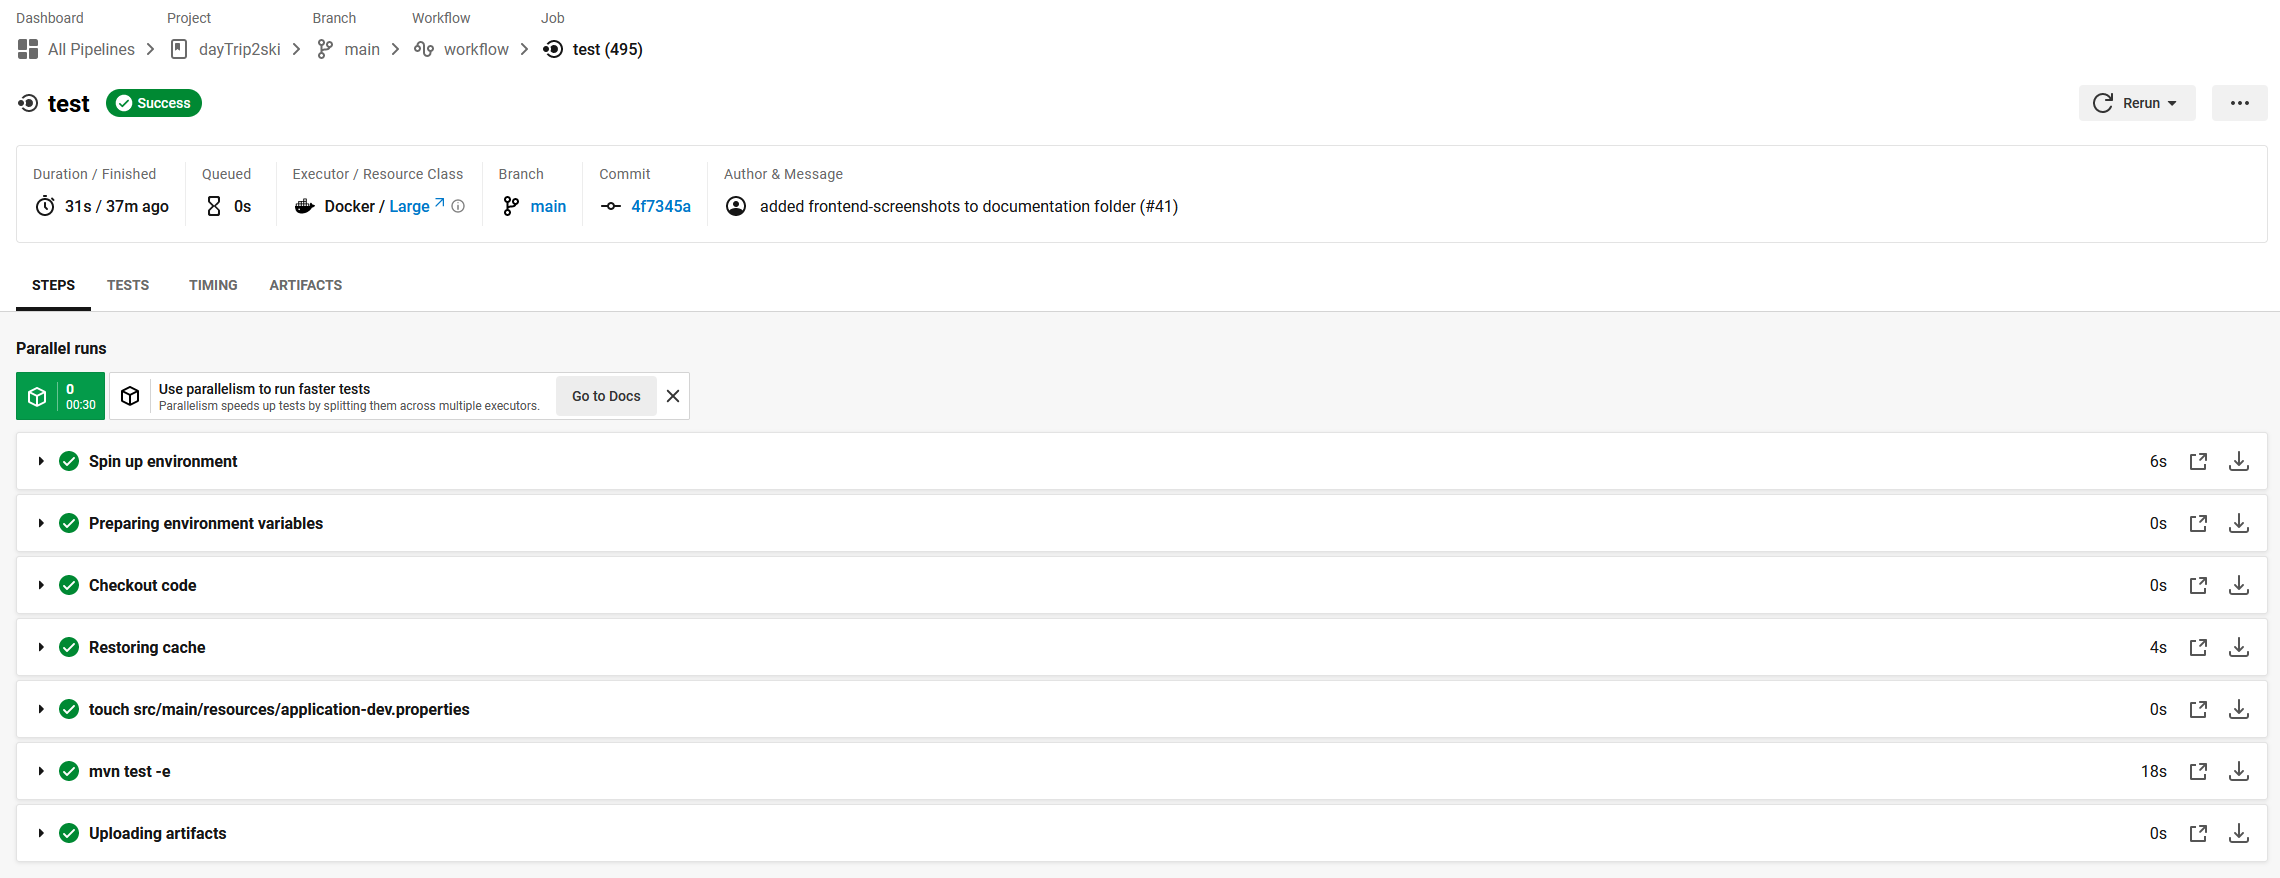 Dashboard Project Branch Workflow Job
All Pipelines dayTrip2ski main workflow test (495)
test Success Rerun
Duration / Finished Queued Executor / Resource Class Branch Commit Author & Message
31s / 37m ago 0s Docker / Large main 4f7345a added frontend-screenshots to documentation folder (#41)
STEPS TESTS TIMING ARTIFACTS
Parallel runs
0
00:30
Use parallelism to run faster tests
Parallelism speeds up tests by splitting them across multiple executors.
Go to Docs
Spin up environment 6s
Preparing environment variables 0s
Checkout code 0s
Restoring cache 4s
touch src/main/resources/application-dev.properties 0s
mvn test -e 18s
Uploading artifacts 0s